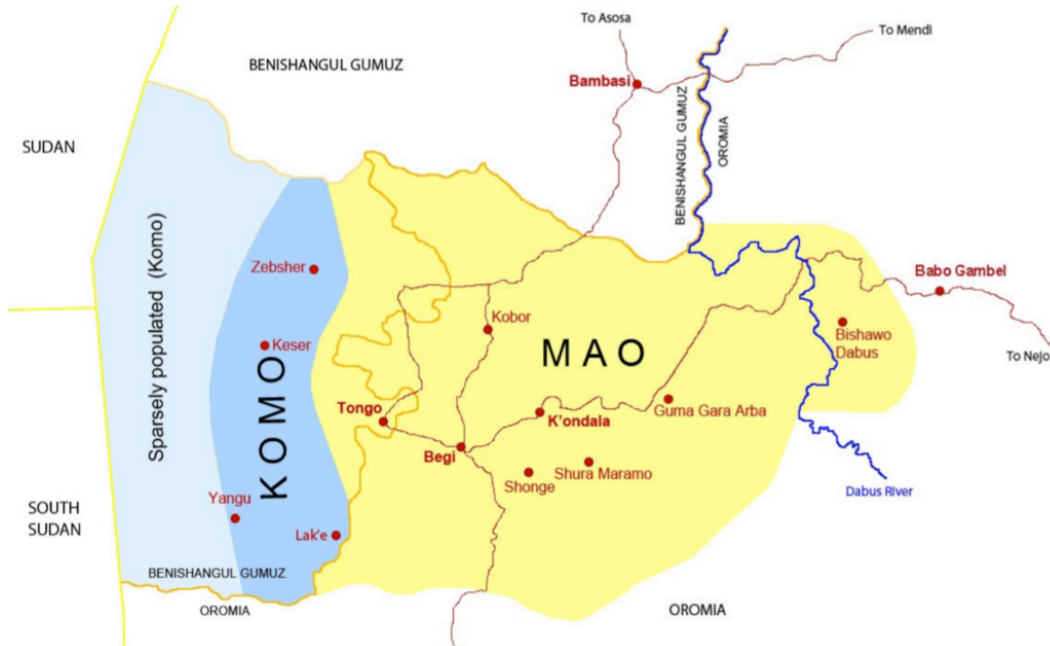 To Asosa
To Mendi
BENISHANGUL GUMUZ
Bambasi
BENISHANGUL GUMUZ
OROMIA
SUDAN
Sparsely populated (Komo)
Zebsher
Babo Gambel
Kobor
Keser
KOMO
MAO
Bishawo
Dabus
To Nejo
Tongo
K'ondala
Guma Gara Arba
Begi
Shura Maramo
Shonge
Dabus River
Yangu
SOUTH
SUDAN
Lak'e
BENISHANGUL GUMUZ
OROMIA
OROMIA